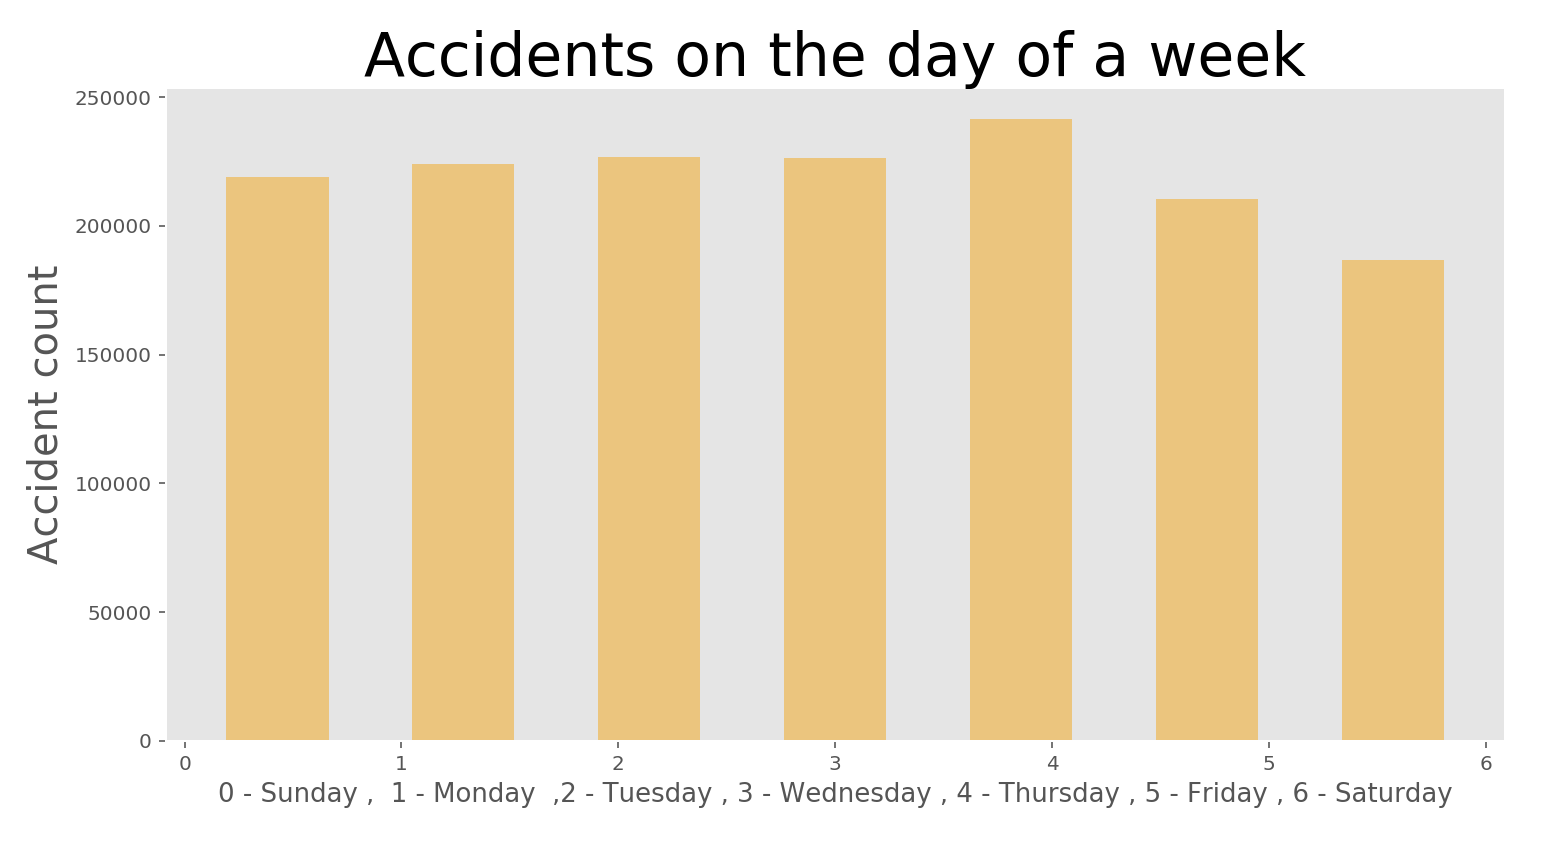 Accidents on the day of a week
Accident count
250000
200000
150000
100000
50000
0
0 1 2 3 4 5 6
0 - Sunday ,  1 - Monday  ,2 - Tuesday , 3 - Wednesday , 4 - Thursday , 5 - Friday , 6 - Saturday